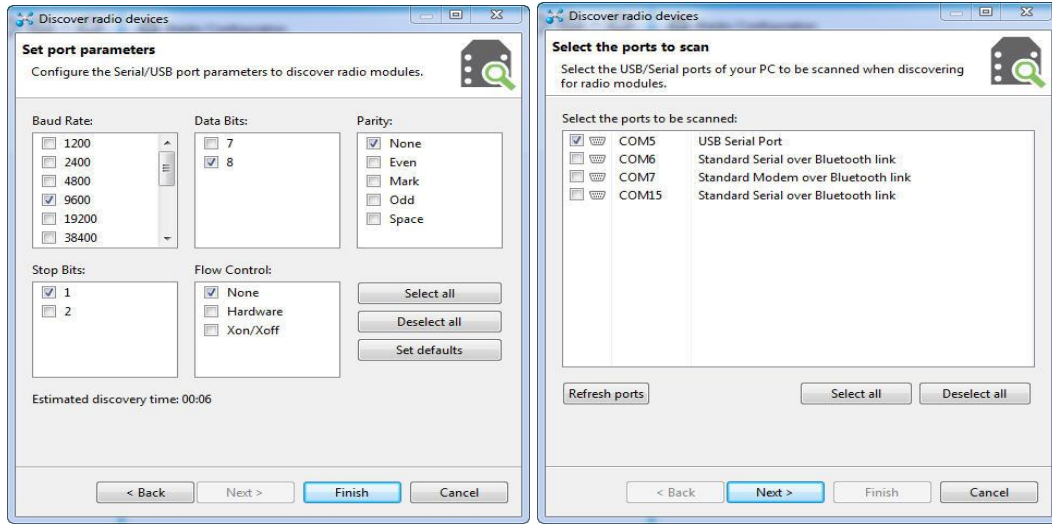 Discover radio devices
Set port parameters
Configure the Serial/USB port parameters to discover radio modules.
Baud Rate:
1200
2400
4800
9600
19200
38400
Data Bits:
7
8
Parity:
None
Even
Mark
Odd
Space
Stop Bits:
1
2
Flow Control:
None
Hardware
Xon/Xoff
Select all
Deselect all
Set defaults
Estimated discovery time: 00:06
< Back
Next >
Finish
Cancel
Discover radio devices
Select the ports to scan
Select the USB/Serial ports of your PC to be scanned when discovering
for radio modules.
Select the ports to be scanned:
COM5 USB Serial Port
COM6 Standard Serial over Bluetooth link
COM7 Standard Modem over Bluetooth link
COM15 Standard Serial over Bluetooth link
Refresh ports
Select all
Deselect all
< Back
Next >
Finish
Cancel